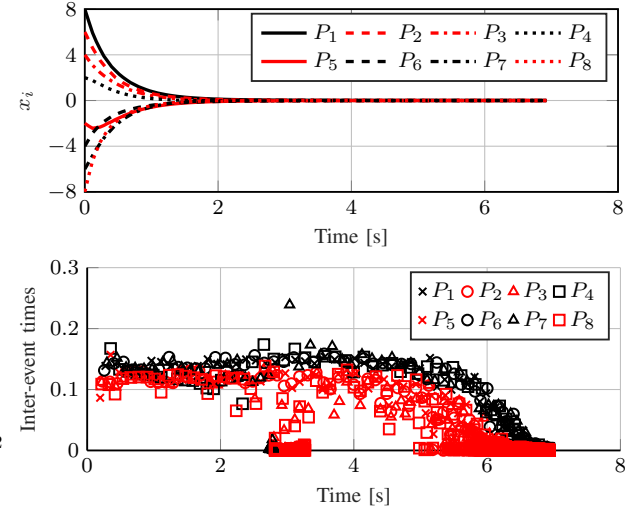 8
4
0
−4
−8
x_i
P_1 P_2 P_3 P_4
P_5 P_6 P_7 P_8
0 2 4 6 8
Time [s]
0.3
0.2
0.1
0
Inter-event times
P_1 P_2 P_3 P_4
P_5 P_6 P_7 P_8
0 2 4 6 8
Time [s]